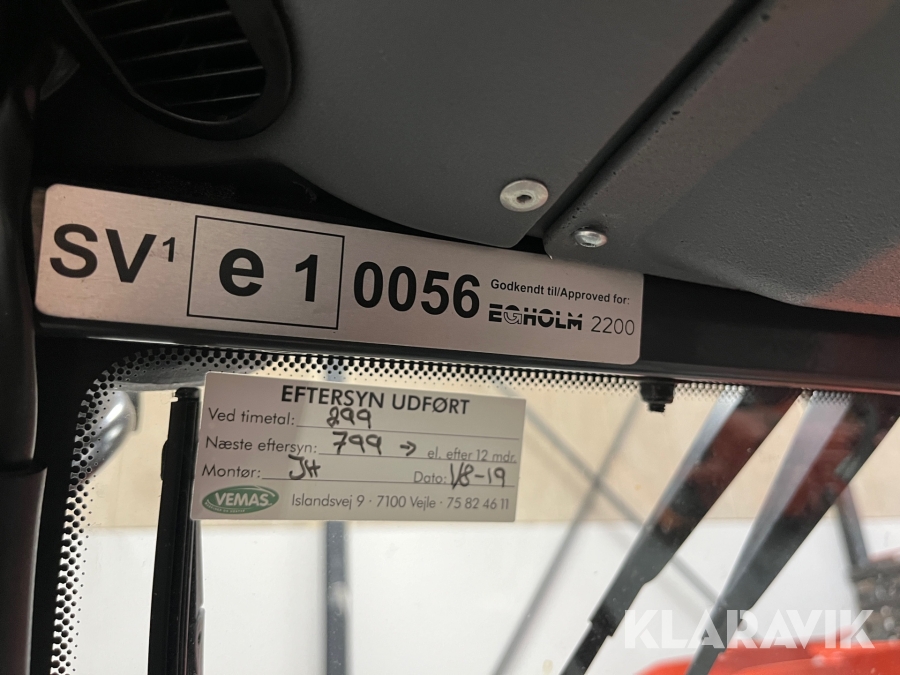 SV¹ e 1 0056 Godkendt til/Approved for:
EGHOLM 2200
EFTERSYN UDFØRT
Ved timetal: 299
Næste eftersyn: 799 → el. efter 12 mdr.
Montør: JH Dato: 1/8-19
VEMAS Islandsvej 9 · 7100 Vejle · 75 82 46 11
KLARAVIK